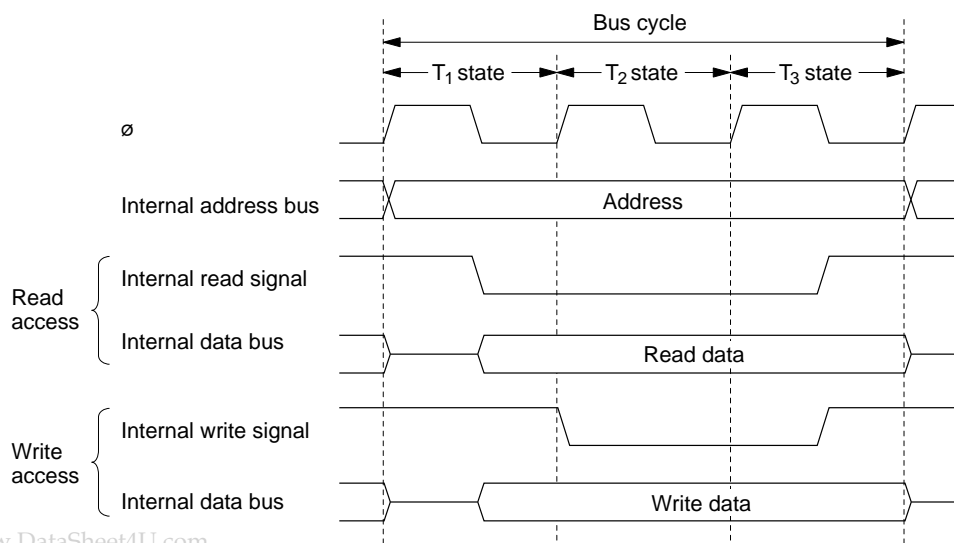 Bus cycle
T1 state
T2 state
T3 state
ø
Internal address bus
Address
Read access
Internal read signal
Internal data bus
Read data
Write access
Internal write signal
Internal data bus
Write data
DataSheet4U.com